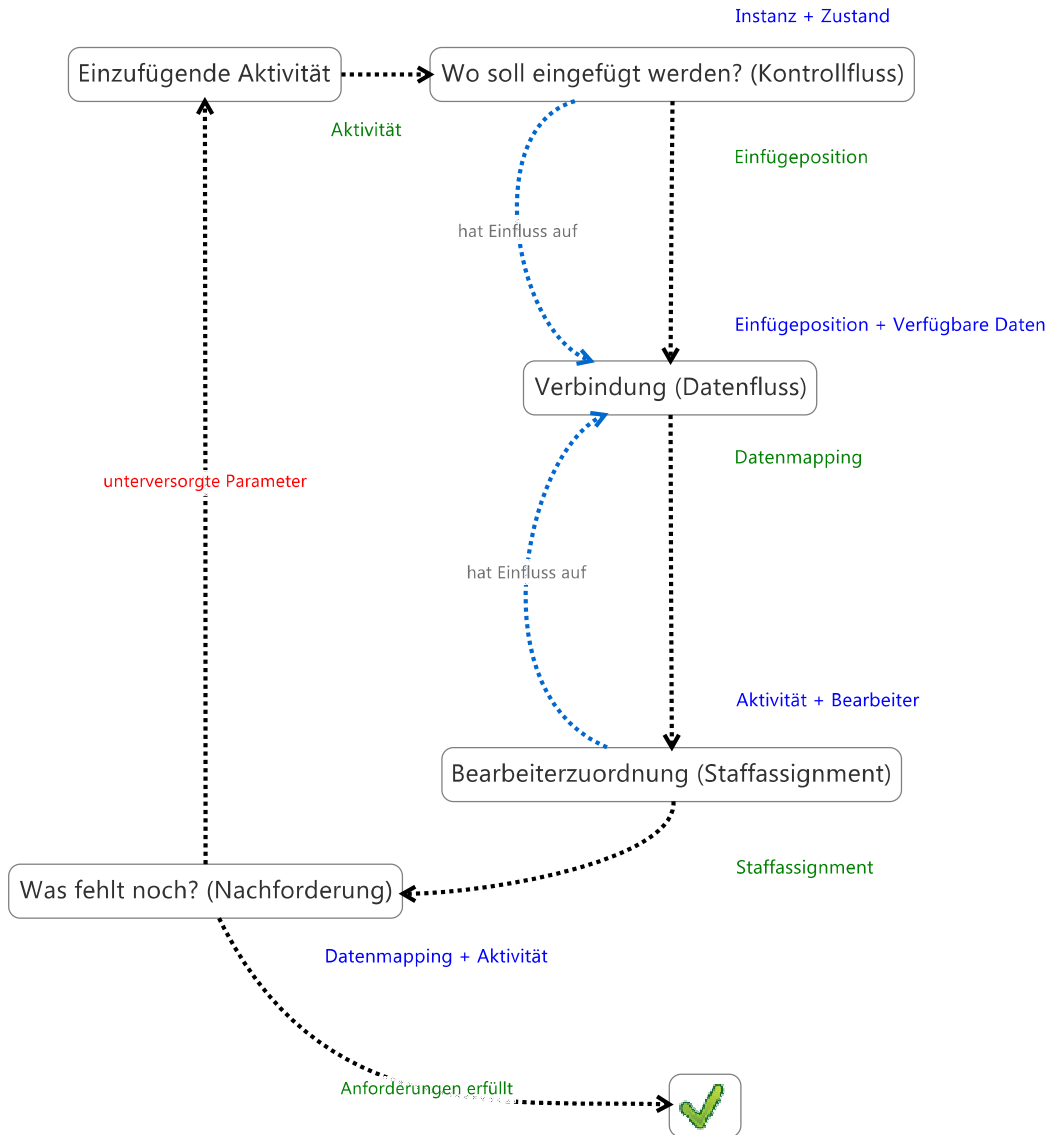 Instanz + Zustand
Einzufügende Aktivität
Wo soll eingefügt werden? (Kontrollfluss)
Aktivität
Einfügeposition
hat Einfluss auf
Einfügeposition + Verfügbare Daten
Verbindung (Datenfluss)
Datenmapping
unterversorgte Parameter
hat Einfluss auf
Aktivität + Bearbeiter
Bearbeiterzuordnung (Staffassignment)
Staffassignment
Was fehlt noch? (Nachforderung)
Datenmapping + Aktivität
Anforderungen erfüllt